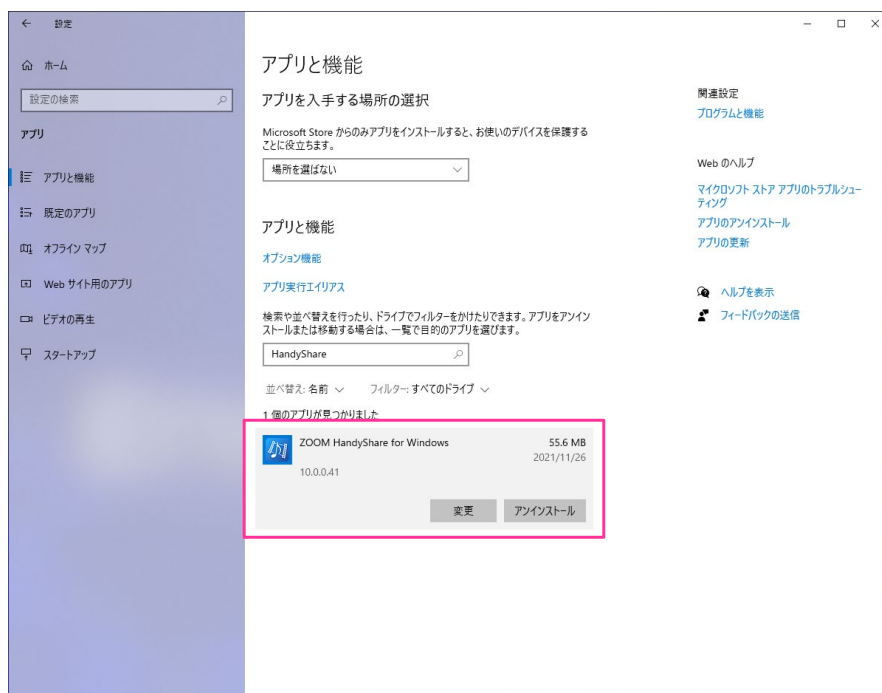 設定
ホーム
設定の検索
アプリ
アプリと機能
既定のアプリ
オフライン マップ
Web サイト用のアプリ
ビデオの再生
スタートアップ
アプリと機能
アプリを入手する場所の選択
Microsoft Store からのみアプリをインストールすると、お使いのデバイスを保護する
ことに役立ちます。
場所を選ばない
アプリと機能
オプション機能
アプリ実行エイリアス
検索や並べ替えを行ったり、ドライブでフィルターをかけたりできます。アプリをアンイン
ストールまたは移動する場合は、一覧で目的のアプリを選びます。
HandyShare
並べ替え: 名前 フィルター: すべてのドライブ
1 個のアプリが見つかりました
ZOOM HandyShare for Windows 55.6 MB
2021/11/26
10.0.0.41
変更 アンインストール
関連設定
プログラムと機能
Web のヘルプ
マイクロソフト ストア アプリのトラブルシュー
ティング
アプリのアンインストール
アプリの更新
ヘルプを表示
フィードバックの送信